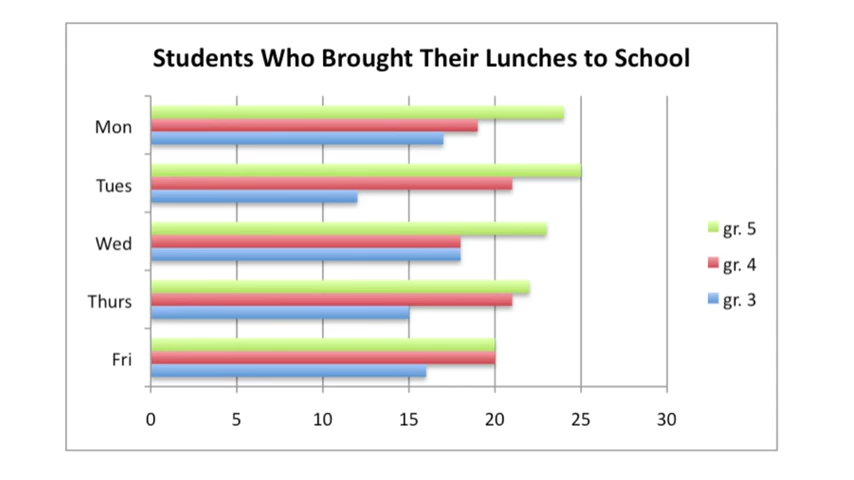 Students Who Brought Their Lunches to School
Mon
Tues
Wed
Thurs
Fri
0 5 10 15 20 25 30
gr. 5
gr. 4
gr. 3